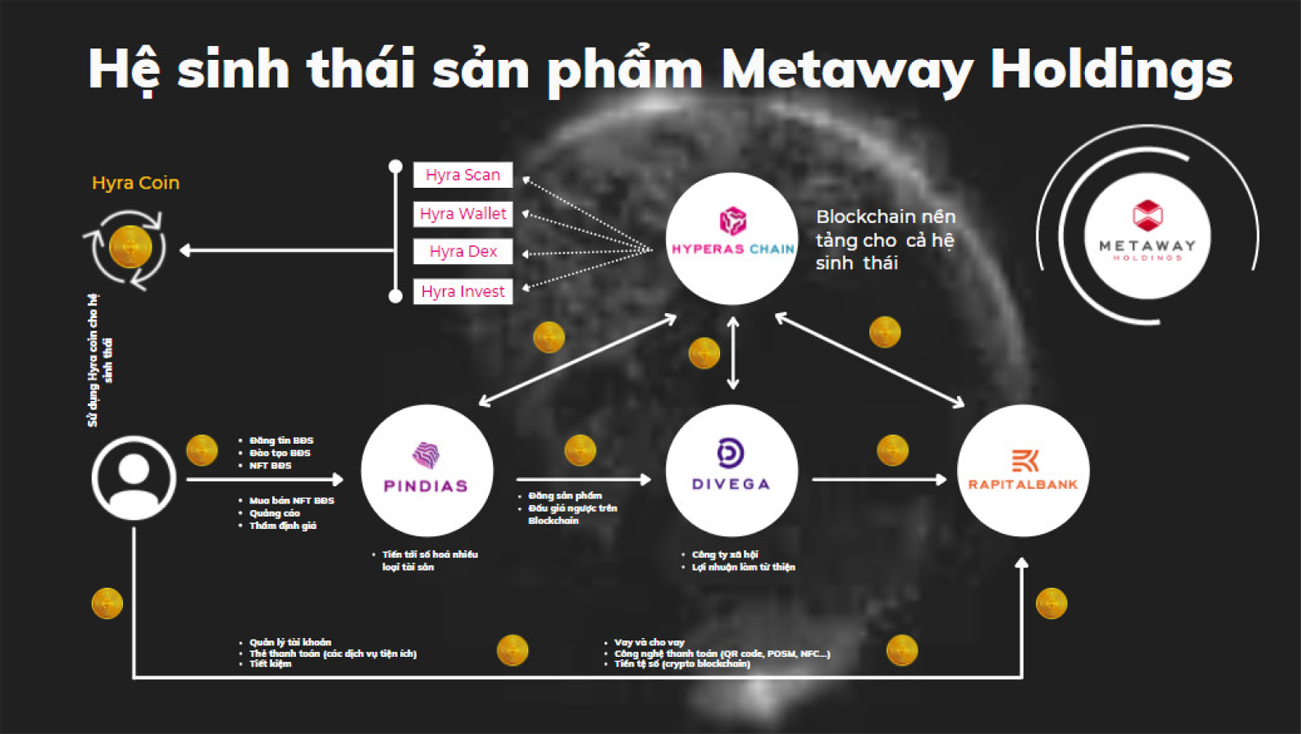 Hệ sinh thái sản phẩm Metaway Holdings
Hyra Coin
Hyra Scan
Hyra Wallet
Hyra Dex
Hyra Invest
HYPERAS CHAIN
Blockchain nền
tảng cho cả hệ
sinh thái
METAWAY
HOLDINGS
Sử dụng Hyra coin cho hệ
sinh thái
• Đăng tin BĐS
• Đào tạo BĐS
• NFT BĐS
• Mua bán NFT BĐS
• Quảng cáo
• Thẩm định giá
PINDIAS
• Tiến tới số hoá nhiều
loại tài sản
• Đăng sản phẩm
• Đấu giá ngược trên
Blockchain
DIVEGA
• Công ty xã hội
• Lợi nhuận làm từ thiện
RAPITALBANK
• Quản lý tài khoản
• Thẻ thanh toán (các dịch vụ tiện ích)
• Tiết kiệm
• Vay và cho vay
• Công nghệ thanh toán (QR code, POSM, NFC...)
• Tiền tệ số (crypto blockchain)